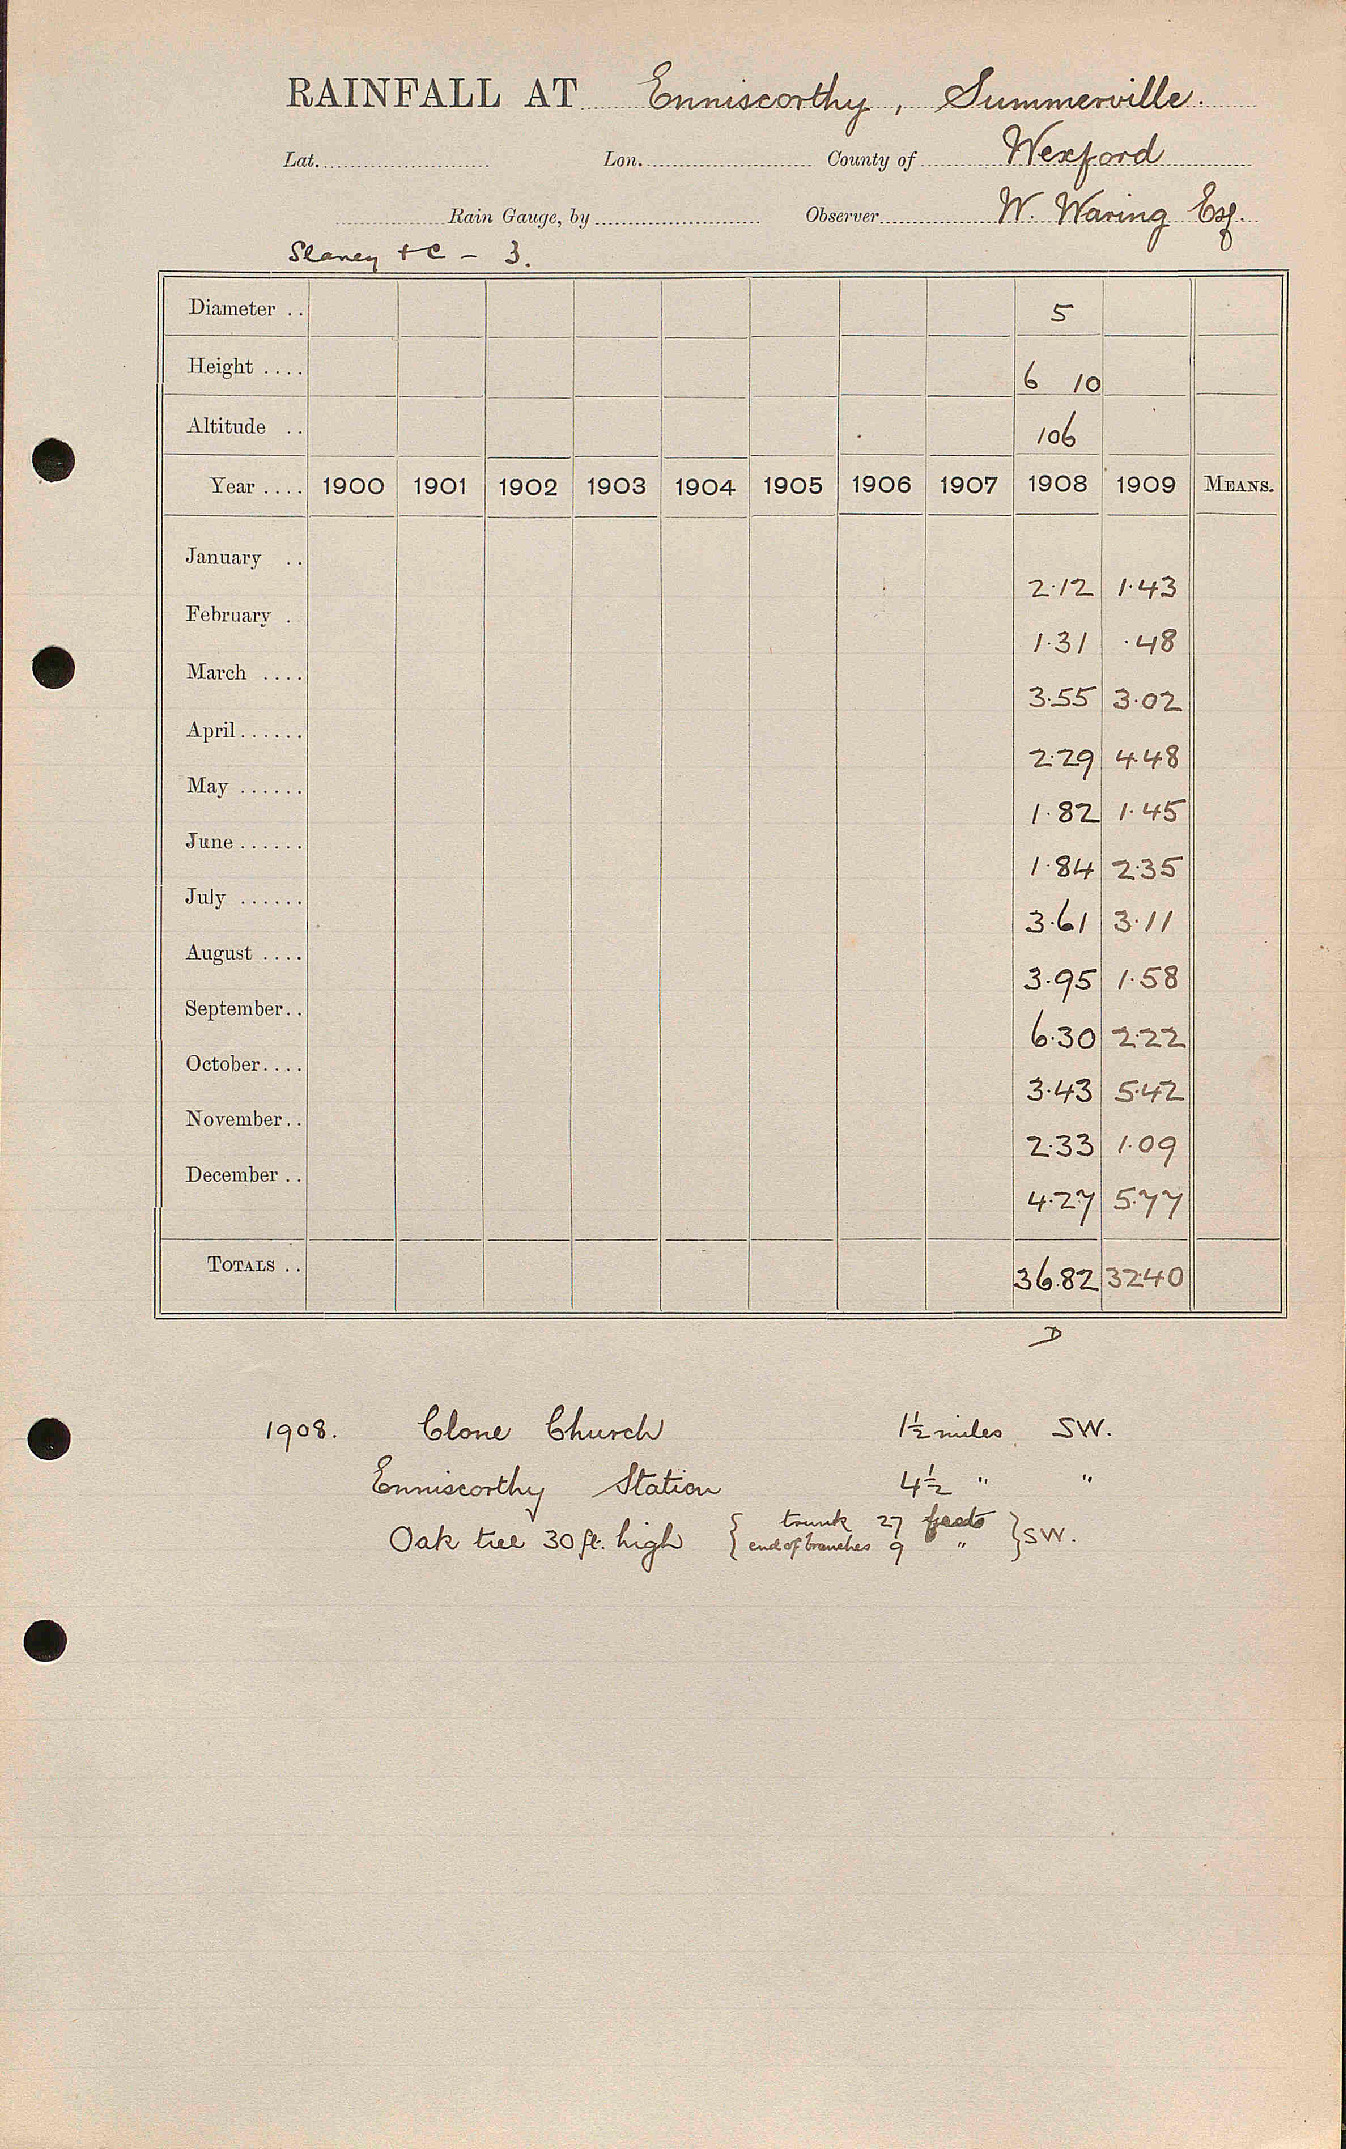 RAINFALL AT Enniscorthy, Summerville.
Lat. Lon. County of Wexford
Rain Gauge, by Observer W. Waring Esq.
Slaney + C - 3.
Diameter .. 5
Height .... 6 10
Altitude .. 106
Year .... 1900 1901 1902 1903 1904 1905 1906 1907 1908 1909 MEANS.
January .. 2.12 1.43
February . 1.31 .48
March .... 3.55 3.02
April ...... 2.29 4.48
May ...... 1.82 1.45
June ...... 1.84 2.35
July ...... 3.61 3.11
August .... 3.95 1.58
September .. 6.30 2.22
October .... 3.43 5.42
November .. 2.33 1.09
December .. 4.27 5.77
TOTALS .. 36.82 32.40
D
1908. Clone Church 1½ miles SW.
Enniscorthy Station 4½ " "
Oak tree 30 ft. high { trunk 27 feet } SW.
end of branches 9 "